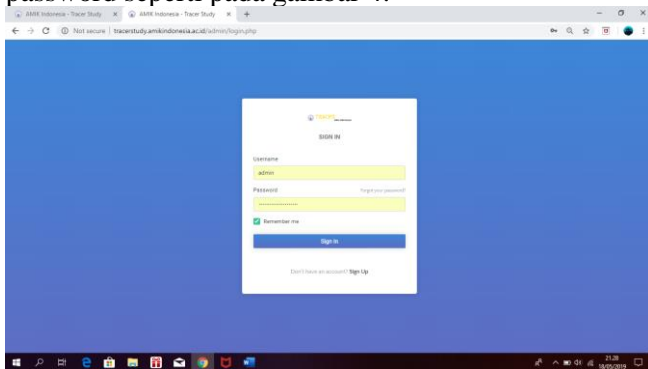 password seperti pada gambar 4.
AMIK Indonesia - Tracer Study
AMIK Indonesia - Tracer Study
Not secure | tracerstudy.amikindonesia.ac.id/admin/login.php
SIGN IN
Username
admin
Password
Forgot your password?
Remember me
Sign In
Don't have an account? Sign Up
21.28
18/05/2019